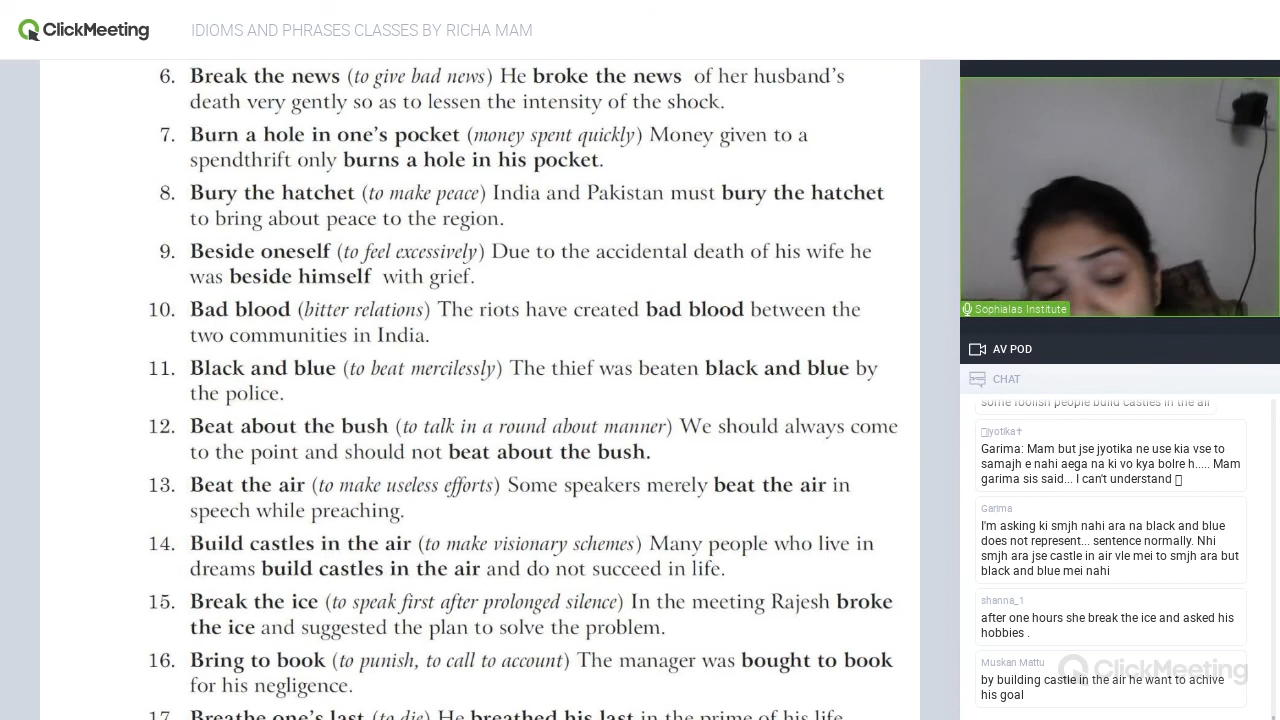 ClickMeeting
IDIOMS AND PHRASES CLASSES BY RICHA MAM
6. Break the news (to give bad news) He broke the news of her husband's
death very gently so as to lessen the intensity of the shock.
7. Burn a hole in one's pocket (money spent quickly) Money given to a
spendthrift only burns a hole in his pocket.
8. Bury the hatchet (to make peace) India and Pakistan must bury the hatchet
to bring about peace to the region.
9. Beside oneself (to feel excessively) Due to the accidental death of his wife he
was beside himself with grief.
10. Bad blood (bitter relations) The riots have created bad blood between the
two communities in India.
11. Black and blue (to beat mercilessly) The thief was beaten black and blue by
the police.
12. Beat about the bush (to talk in a round about manner) We should always come
to the point and should not beat about the bush.
13. Beat the air (to make useless efforts) Some speakers merely beat the air in
speech while preaching.
14. Build castles in the air (to make visionary schemes) Many people who live in
dreams build castles in the air and do not succeed in life.
15. Break the ice (to speak first after prolonged silence) In the meeting Rajesh broke
the ice and suggested the plan to solve the problem.
16. Bring to book (to punish, to call to account) The manager was bought to book
for his negligence.
17. Breathe one's last (to die) He breathed his last in the prime of his life
Sophialas Institute
AV POD
CHAT
some foolish people build castles in the air
jyotika✝
Garima: Mam but jse jyotika ne use kia vse to
samajh e nahi aega na ki vo kya bolre h..... Mam
garima sis said... I can't understand
Garima
I'm asking ki smjh nahi ara na black and blue
does not represent... sentence normally. Nhi
smjh ara jse castle in air vle mei to smjh ara but
black and blue mei nahi
shanna_1
after one hours she break the ice and asked his
hobbies .
Muskan Mattu
by building castle in the air he want to achive
his goal
ClickMeeting